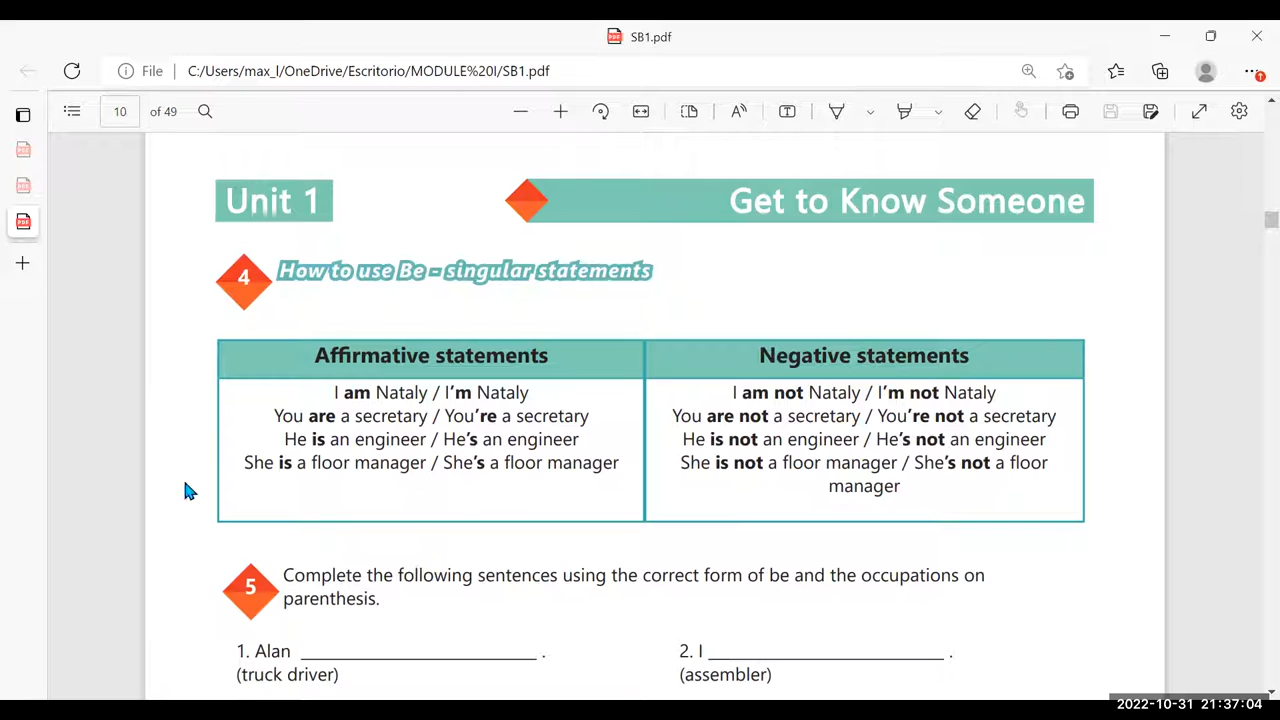 SB1.pdf
File
C:/Users/max_l/OneDrive/Escritorio/MODULE%20I/SB1.pdf
10 of 49
Unit 1
Get to Know Someone
4 How to use Be - singular statements
Affirmative statements
I am Nataly / I'm Nataly
You are a secretary / You're a secretary
He is an engineer / He's an engineer
She is a floor manager / She's a floor manager
Negative statements
I am not Nataly / I'm not Nataly
You are not a secretary / You're not a secretary
He is not an engineer / He's not an engineer
She is not a floor manager / She's not a floor
manager
5 Complete the following sentences using the correct form of be and the occupations on
parenthesis.
1. Alan ________________________ .
(truck driver)
2. I ________________________ .
(assembler)
2022-10-31 21:37:04